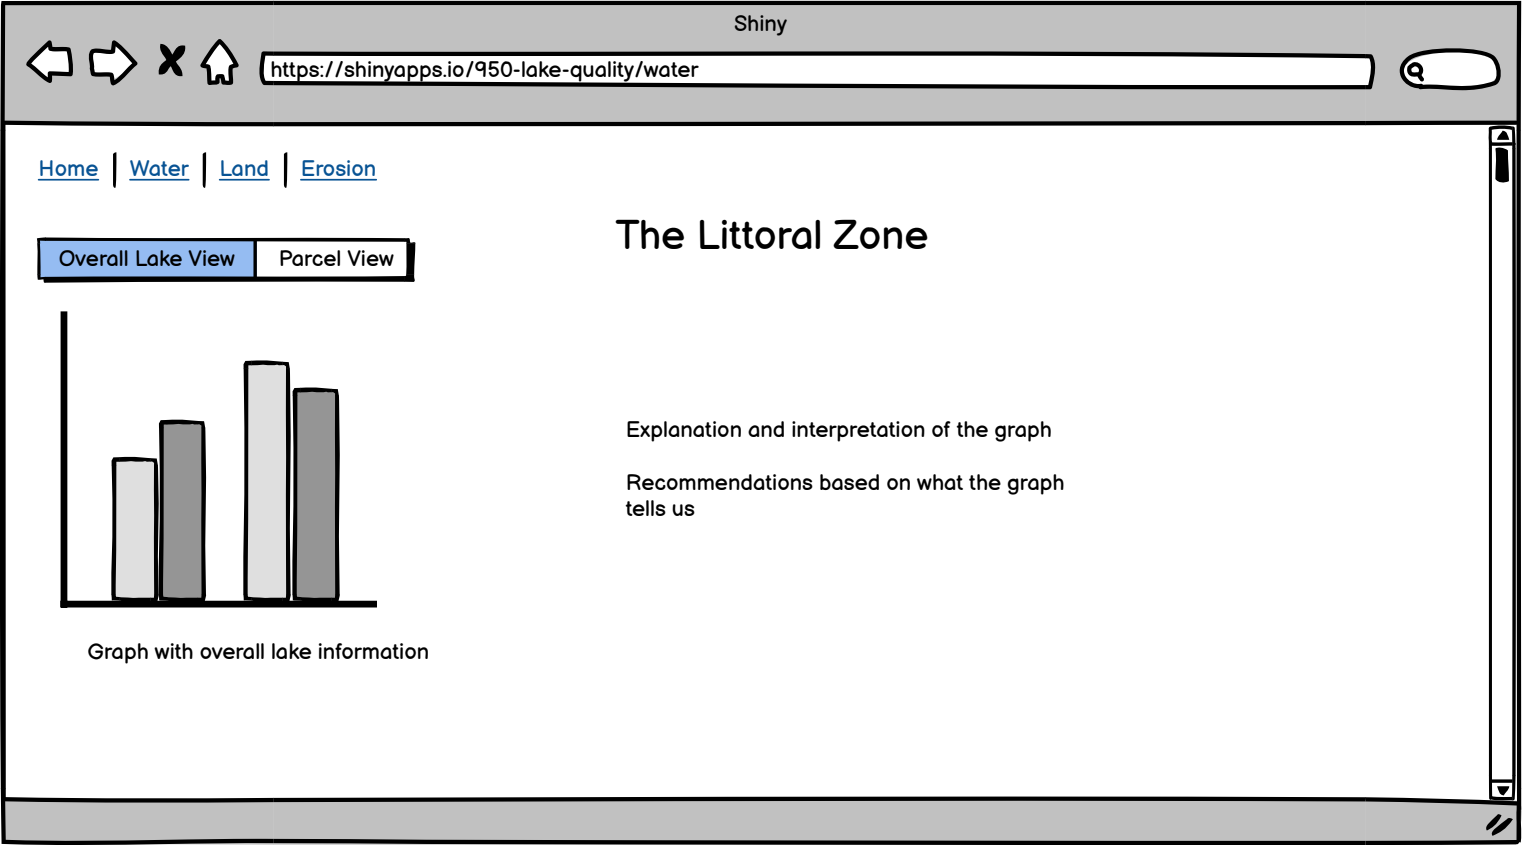 Shiny
https://shinyapps.io/950-lake-quality/water
Home Water Land Erosion
The Littoral Zone
Overall Lake View Parcel View
Explanation and interpretation of the graph
Recommendations based on what the graph
tells us
Graph with overall lake information